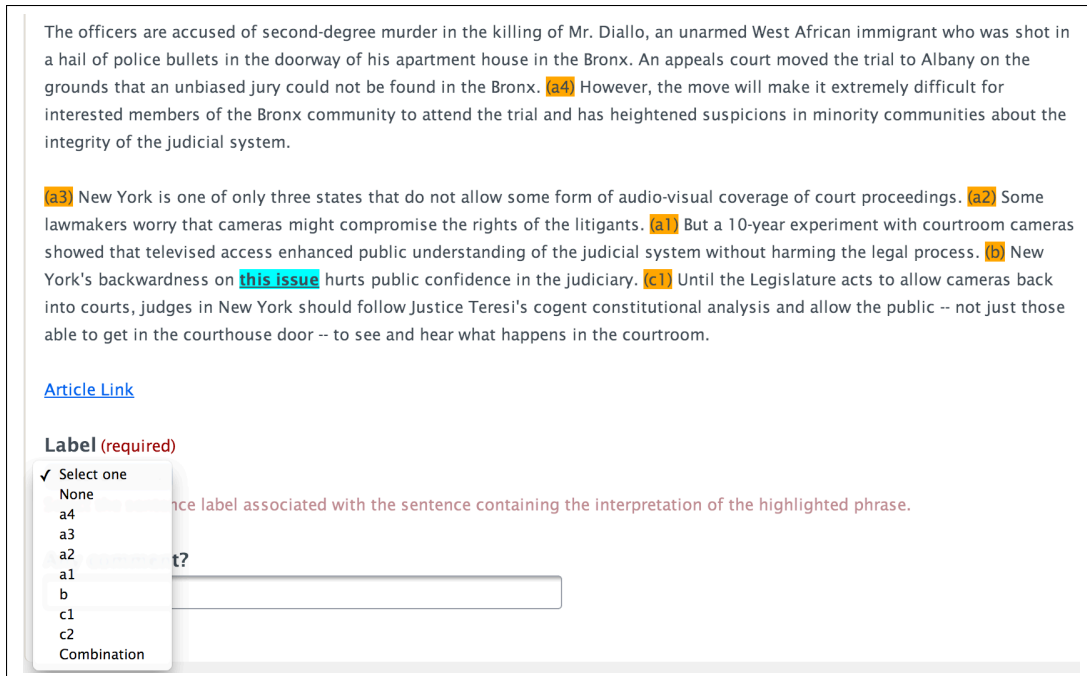 The officers are accused of second-degree murder in the killing of Mr. Diallo, an unarmed West African immigrant who was shot in
a hail of police bullets in the doorway of his apartment house in the Bronx. An appeals court moved the trial to Albany on the
grounds that an unbiased jury could not be found in the Bronx. (a4) However, the move will make it extremely difficult for
interested members of the Bronx community to attend the trial and has heightened suspicions in minority communities about the
integrity of the judicial system.
(a3) New York is one of only three states that do not allow some form of audio-visual coverage of court proceedings. (a2) Some
lawmakers worry that cameras might compromise the rights of the litigants. (a1) But a 10-year experiment with courtroom cameras
showed that televised access enhanced public understanding of the judicial system without harming the legal process. (b) New
York's backwardness on this issue hurts public confidence in the judiciary. (c1) Until the Legislature acts to allow cameras back
into courts, judges in New York should follow Justice Teresi's cogent constitutional analysis and allow the public -- not just those
able to get in the courthouse door -- to see and hear what happens in the courtroom.
Article Link
Label (required)
✓ Select one
None
label associated with the sentence containing the interpretation of the highlighted phrase.
a4
a3
a2
a1
b
c1
c2
Combination